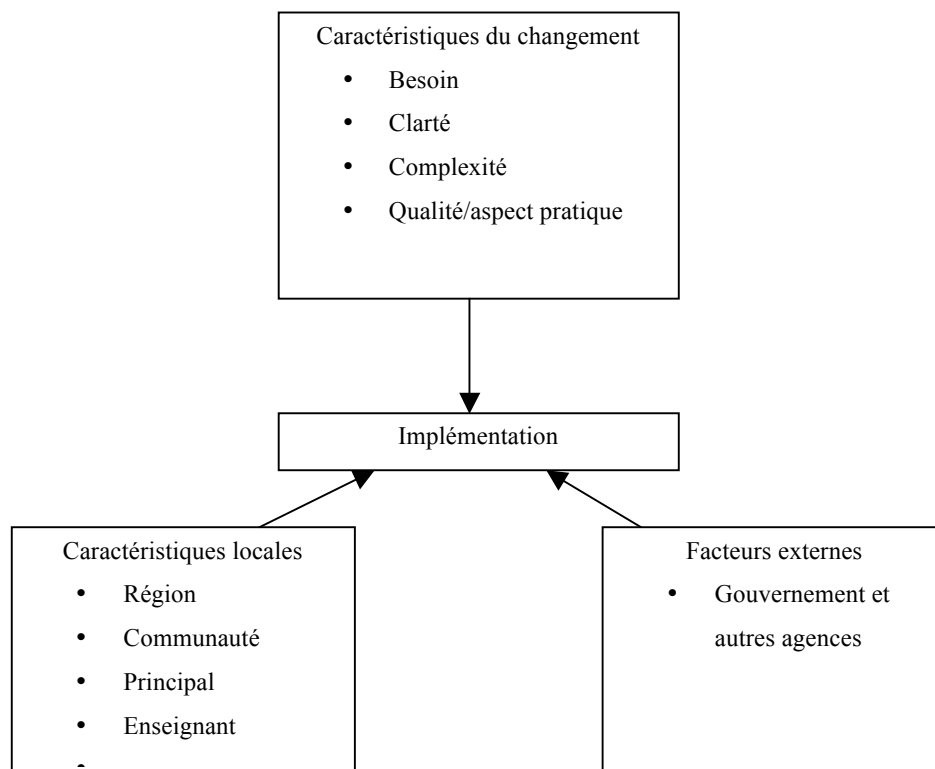 Caractéristiques du changement
• Besoin
• Clarté
• Complexité
• Qualité/aspect pratique
Implémentation
Caractéristiques locales
• Région
• Communauté
• Principal
• Enseignant
•
Facteurs externes
• Gouvernement et
autres agences